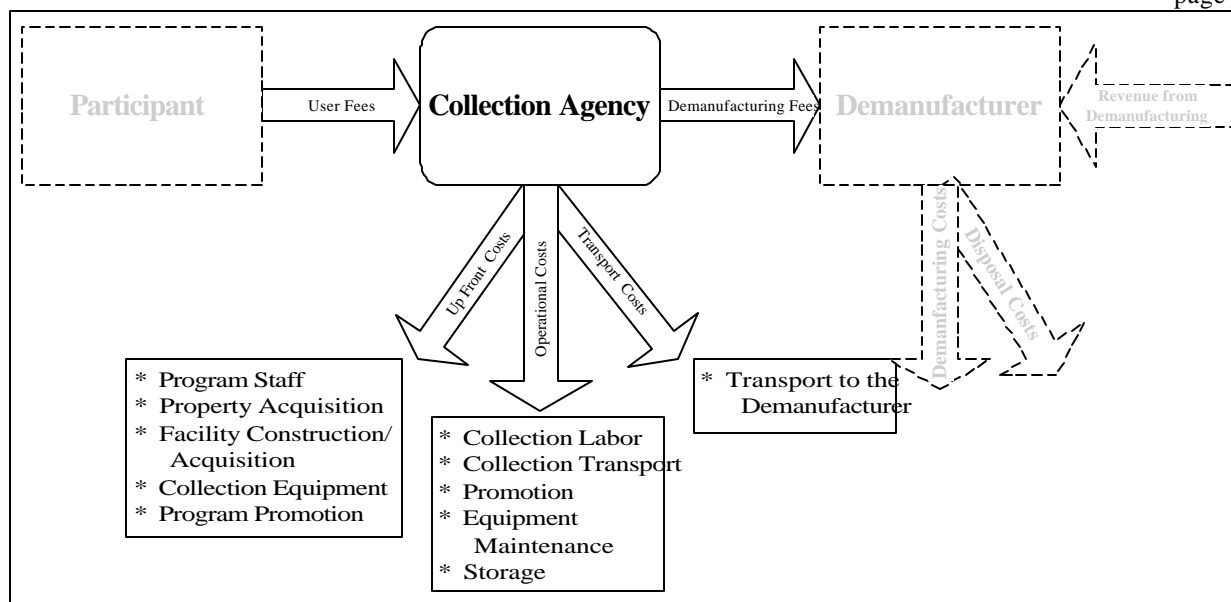 page
Participant
User Fees
Collection Agency
Demanufacturing Fees
Demanufacturer
Revenue from
Demanufacturing
Up Front Costs
Operational Costs
Transport Costs
Demanfacturing Costs
Disposal Costs
* Program Staff
* Property Acquisition
* Facility Construction/
Acquisition
* Collection Equipment
* Program Promotion
* Collection Labor
* Collection Transport
* Promotion
* Equipment
Maintenance
* Storage
* Transport to the
Demanufacturer